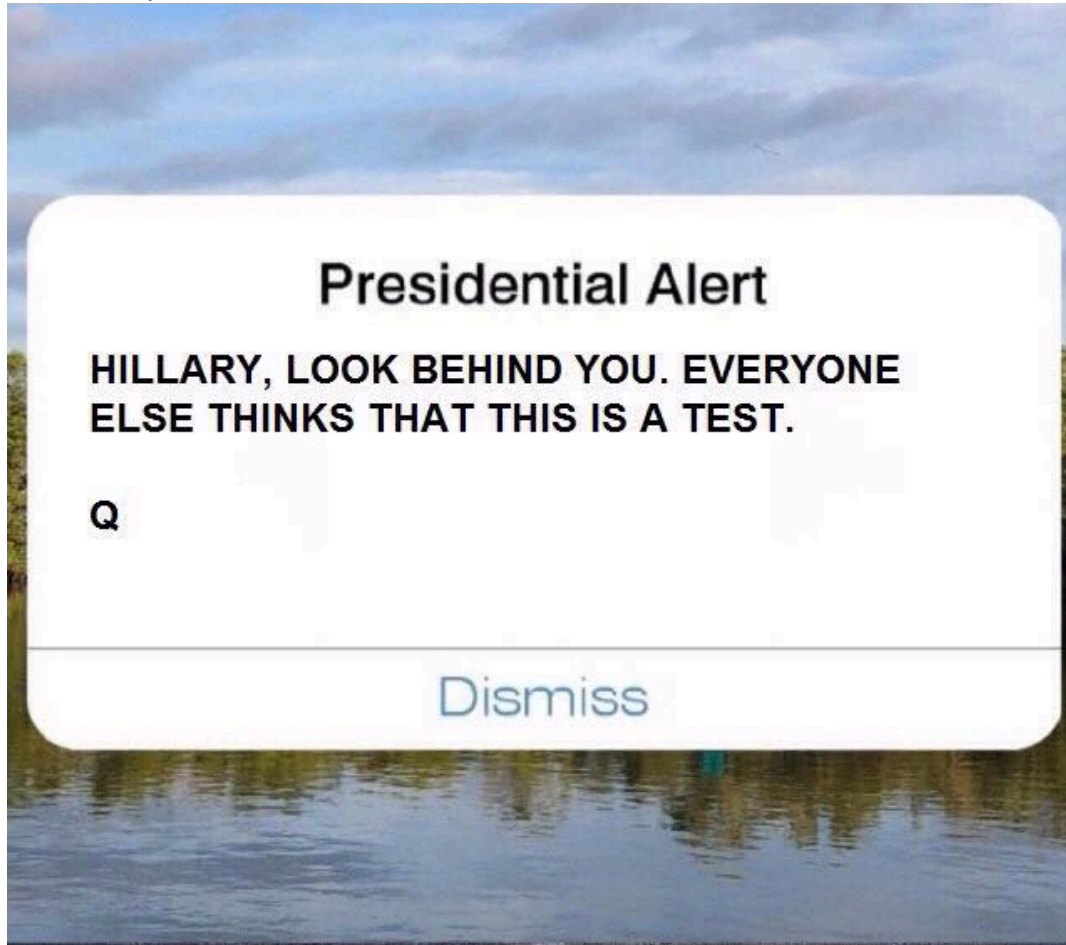 Presidential Alert
HILLARY, LOOK BEHIND YOU. EVERYONE
ELSE THINKS THAT THIS IS A TEST.
Q
Dismiss